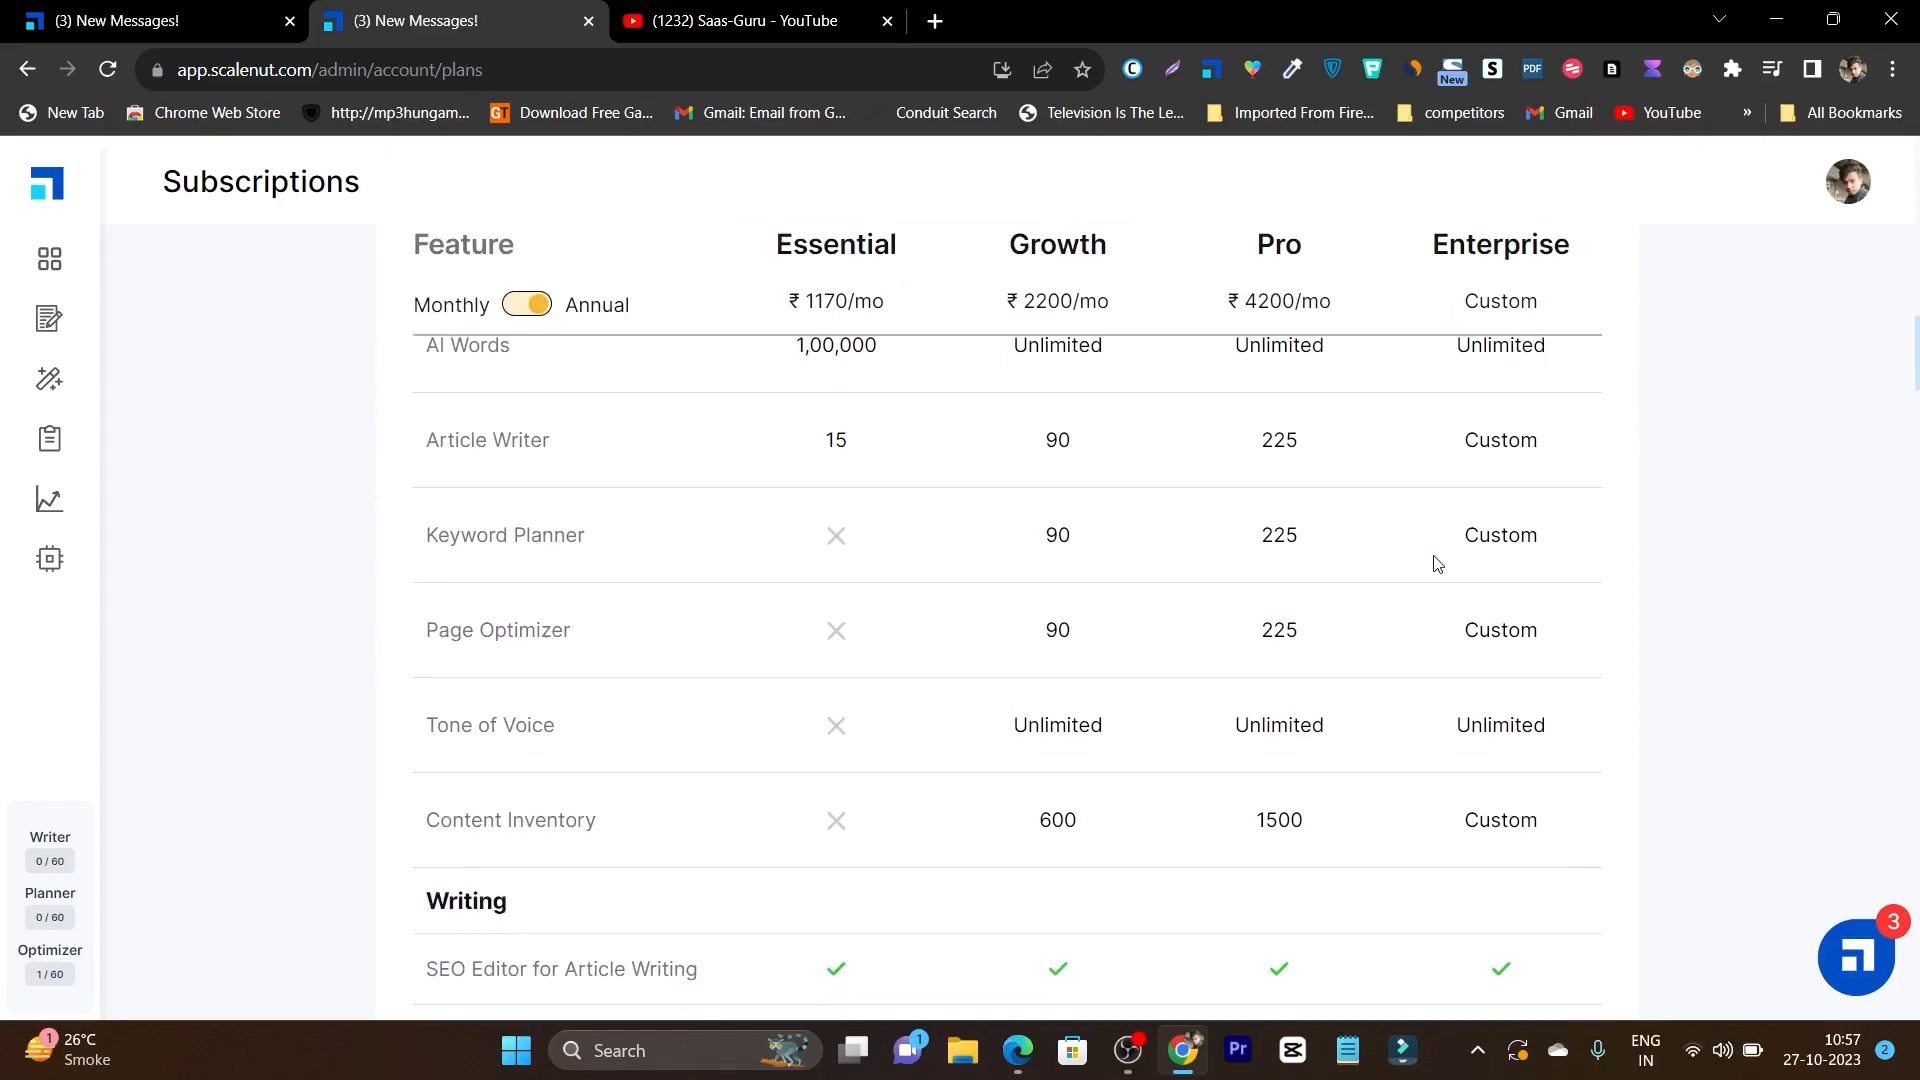 (3) New Messages!
(3) New Messages!
(1232) Saas-Guru - YouTube
app.scalenut.com/admin/account/plans
New
PDF
New Tab
Chrome Web Store
http://mp3hungam...
GT
Download Free Ga...
Gmail: Email from G...
Conduit Search
Television Is The Le...
Imported From Fire...
competitors
Gmail
YouTube
»
All Bookmarks
Subscriptions
Feature Essential Growth Pro Enterprise
Monthly Annual ₹ 1170/mo ₹ 2200/mo ₹ 4200/mo Custom
AI Words 1,00,000 Unlimited Unlimited Unlimited
Article Writer 15 90 225 Custom
Keyword Planner 90 225 Custom
Page Optimizer 90 225 Custom
Tone of Voice Unlimited Unlimited Unlimited
Content Inventory 600 1500 Custom
Writing
SEO Editor for Article Writing
Writer
0 / 60
Planner
0 / 60
Optimizer
1 / 60
3
1
26°C
Smoke
Search
1
Pr
ENG
IN
10:57
27-10-2023
2